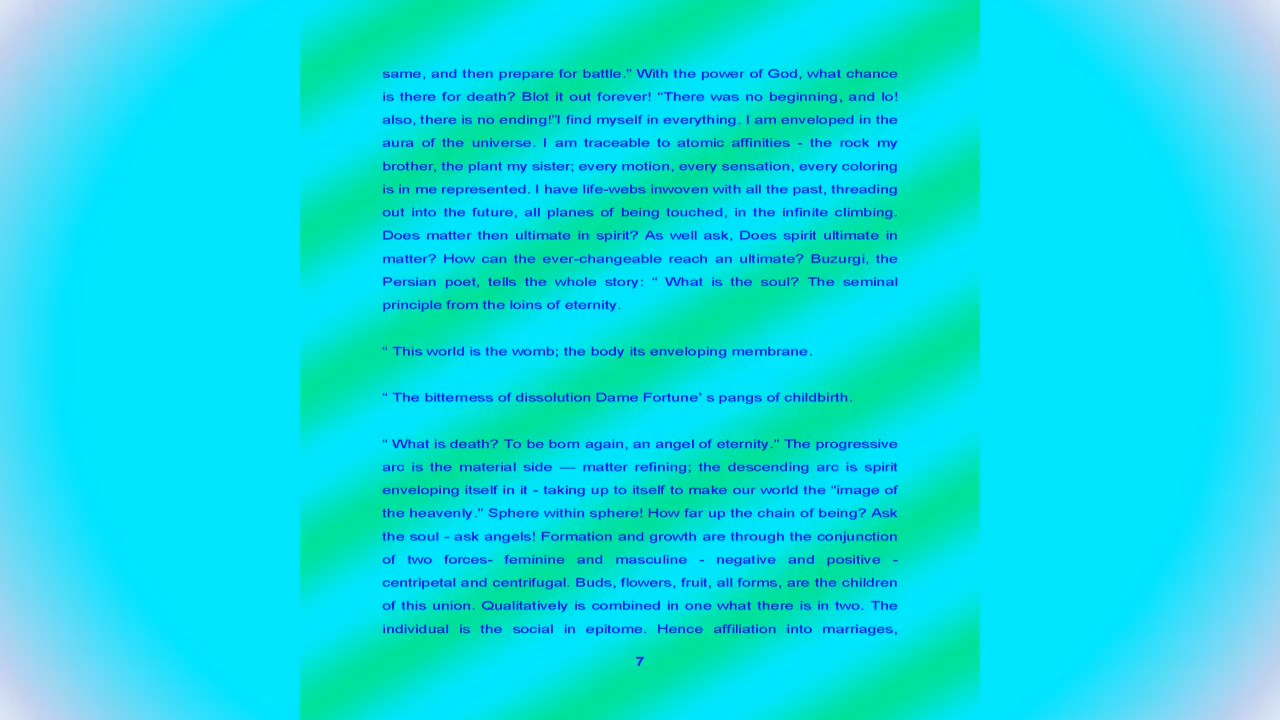 same, and then prepare for battle.” With the power of God, what chance
is there for death? Blot it out forever! “There was no beginning, and lo!
also, there is no ending!”I find myself in everything. I am enveloped in the
aura of the universe. I am traceable to atomic affinities - the rock my
brother, the plant my sister; every motion, every sensation, every coloring
is in me represented. I have life-webs inwoven with all the past, threading
out into the future, all planes of being touched, in the infinite climbing.
Does matter then ultimate in spirit? As well ask, Does spirit ultimate in
matter? How can the ever-changeable reach an ultimate? Buzurgi, the
Persian poet, tells the whole story: “ What is the soul? The seminal
principle from the loins of eternity.
“ This world is the womb; the body its enveloping membrane.
“ The bitterness of dissolution Dame Fortune’ s pangs of childbirth.
“ What is death? To be born again, an angel of eternity.” The progressive
arc is the material side — matter refining; the descending arc is spirit
enveloping itself in it - taking up to itself to make our world the “image of
the heavenly.” Sphere within sphere! How far up the chain of being? Ask
the soul - ask angels! Formation and growth are through the conjunction
of two forces- feminine and masculine - negative and positive -
centripetal and centrifugal. Buds, flowers, fruit, all forms, are the children
of this union. Qualitatively is combined in one what there is in two. The
individual is the social in epitome. Hence affiliation into marriages,
7